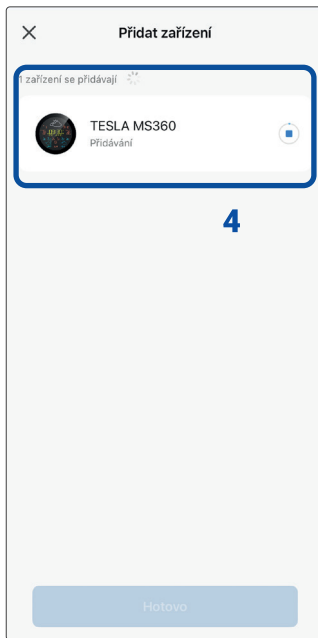 Přidat zařízení
1 zařízení se přidávají
TESLA MS360
Přidávání
4
Hotovo